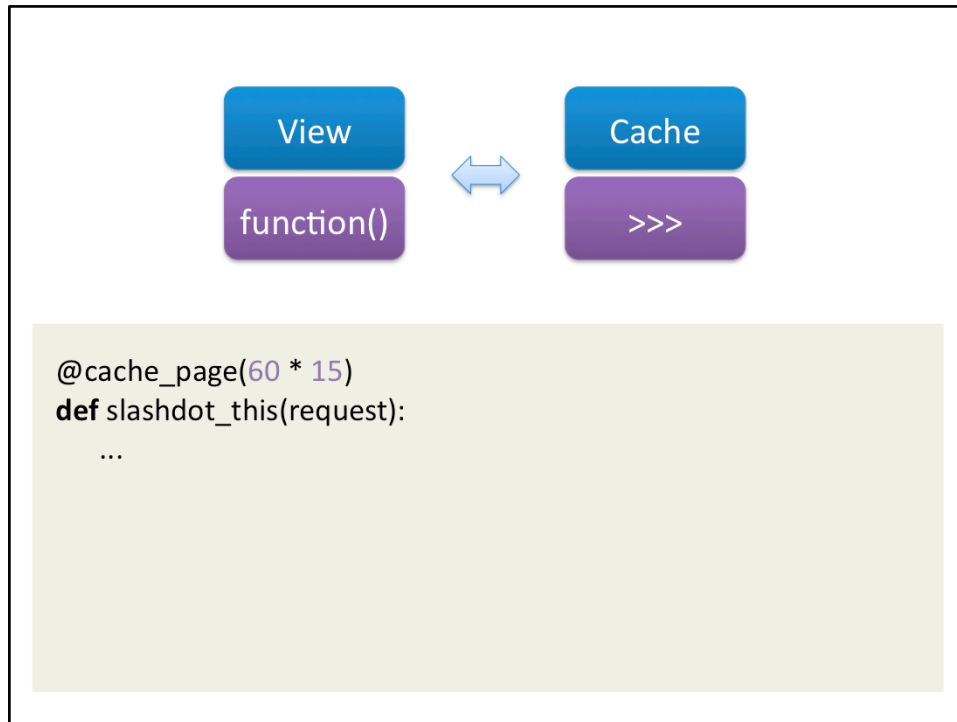 View
Cache
function()
>>>
@cache_page(60 * 15)
def slashdot_this(request):
...